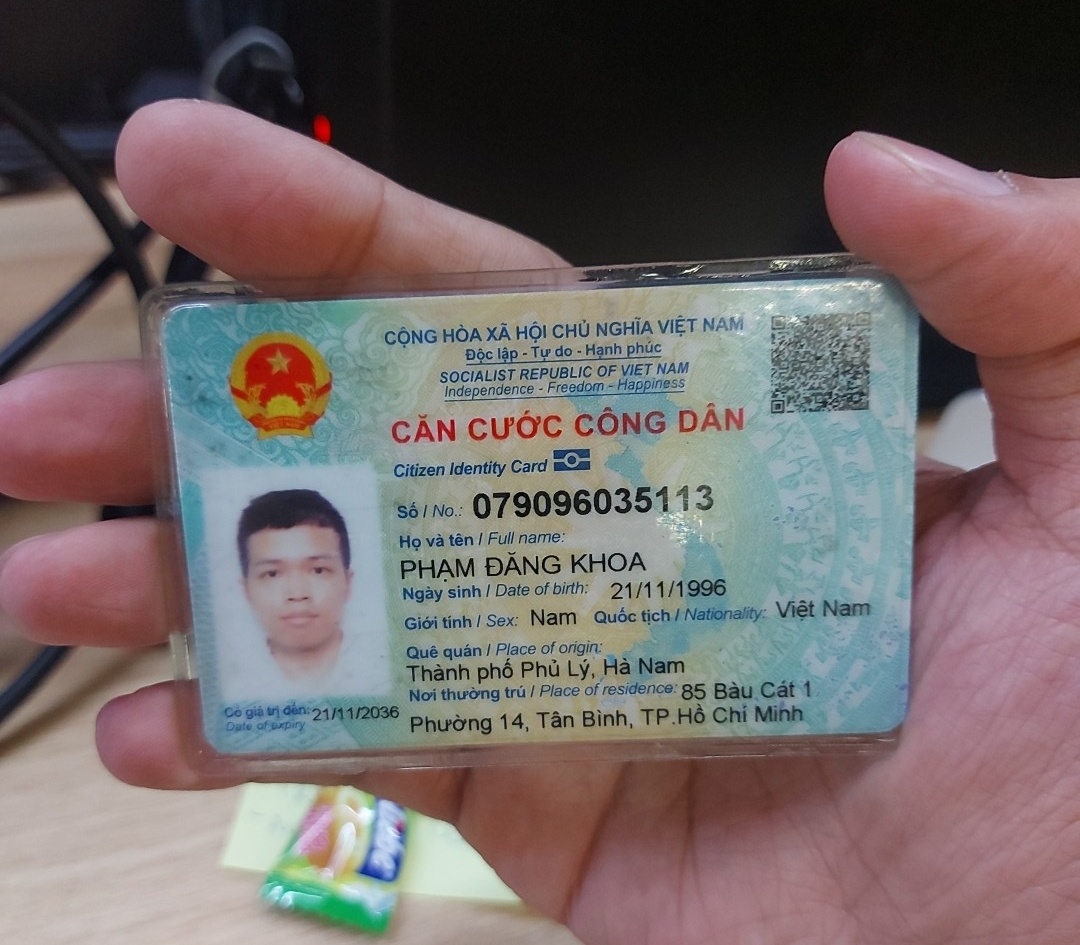 CỘNG HÒA XÃ HỘI CHỦ NGHĨA VIỆT NAM
Độc lập - Tự do - Hạnh phúc
SOCIALIST REPUBLIC OF VIET NAM
Independence - Freedom - Happiness
CĂN CƯỚC CÔNG DÂN
Citizen Identity Card
Số / No.: 079096035113
Họ và tên / Full name:
PHẠM ĐĂNG KHOA
Ngày sinh / Date of birth: 21/11/1996
Giới tính / Sex: Nam Quốc tịch / Nationality: Việt Nam
Quê quán / Place of origin:
Thành phố Phủ Lý, Hà Nam
Nơi thường trú / Place of residence: 85 Bàu Cát 1
Phường 14, Tân Bình, TP.Hồ Chí Minh
Có giá trị đến: 21/11/2036
Date of expiry